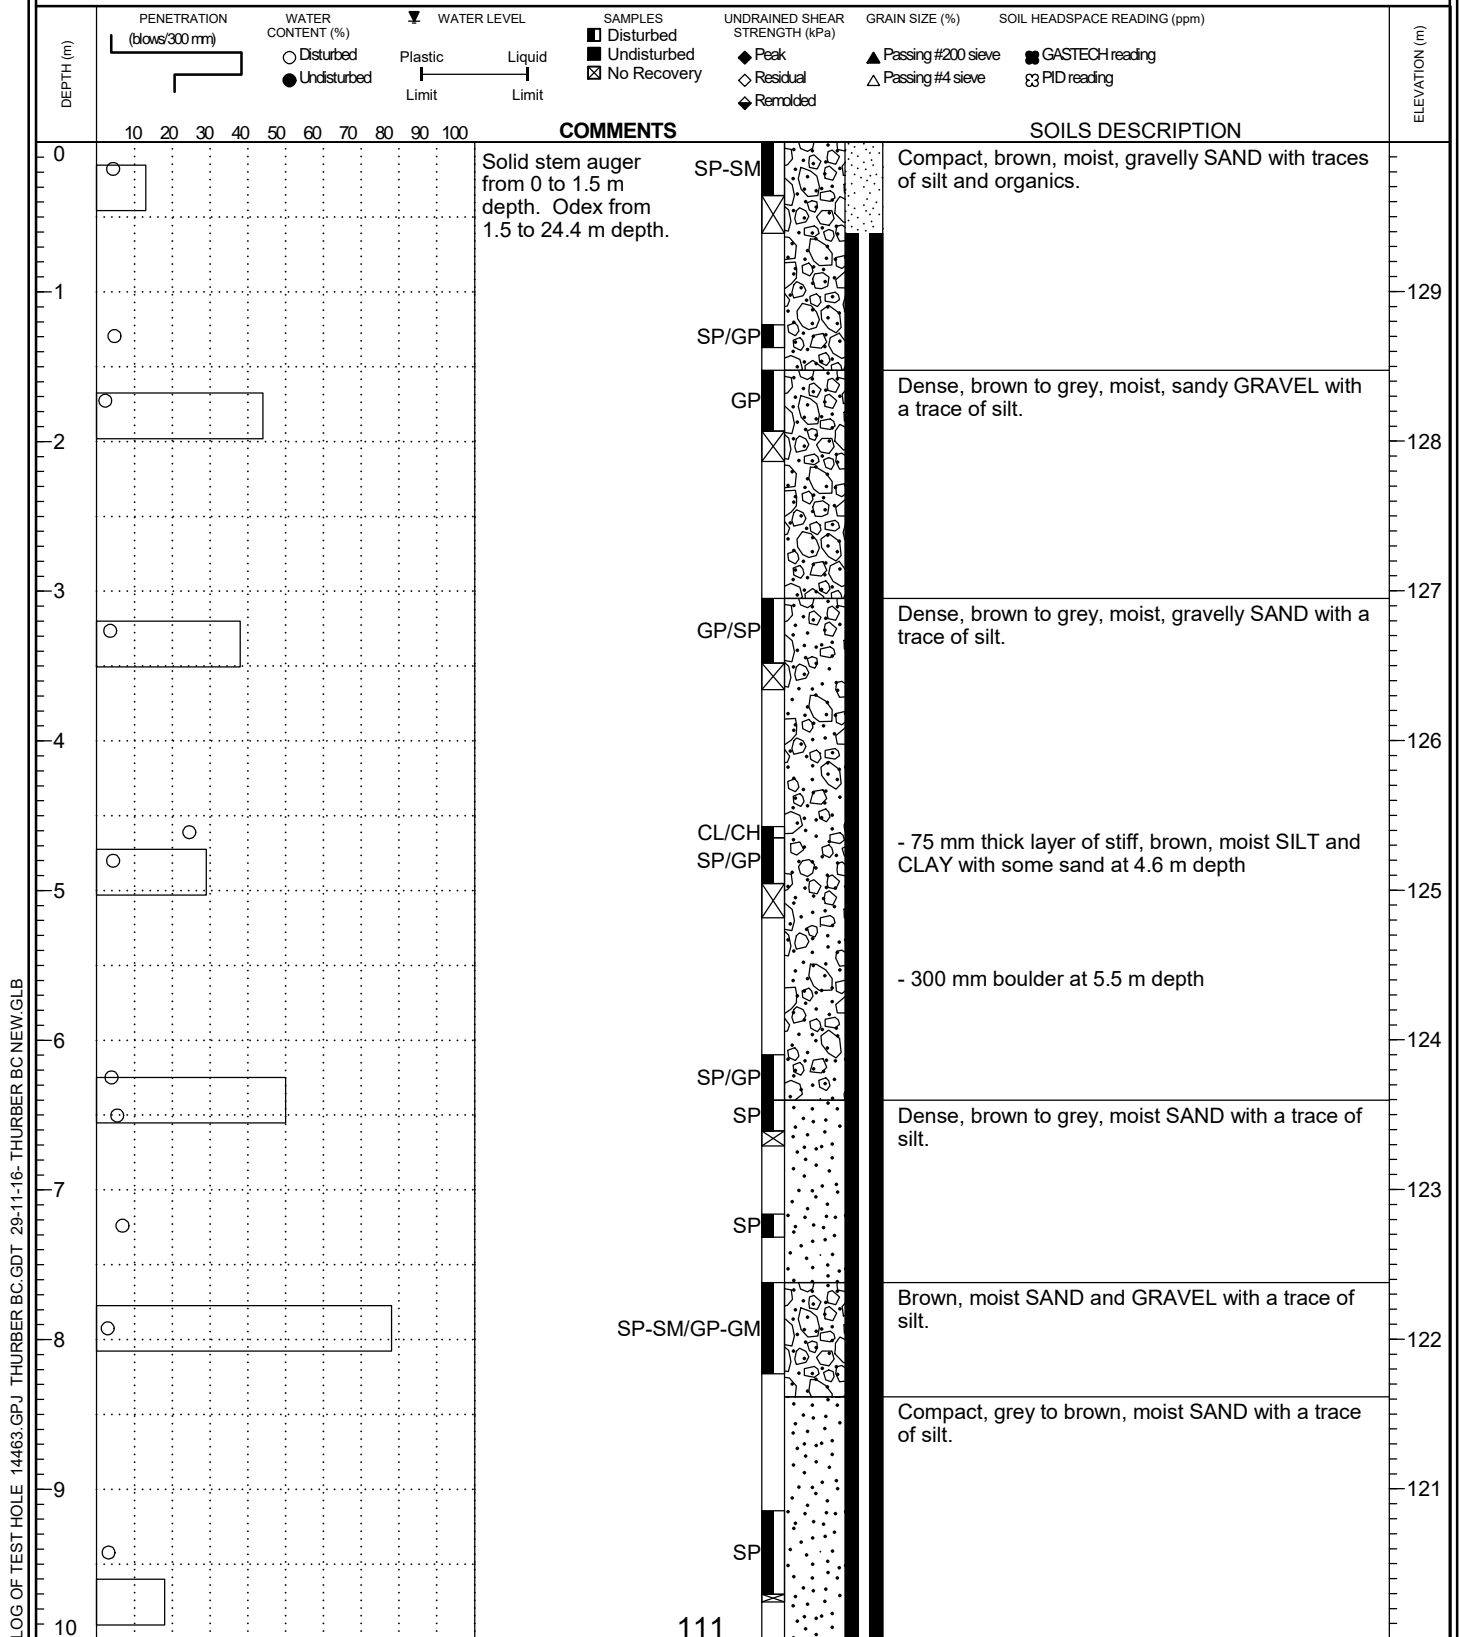 PENETRATION
(blows/300 mm)
WATER
CONTENT (%)
Disturbed
Undisturbed
WATER LEVEL
Plastic Liquid
Limit Limit
SAMPLES
Disturbed
Undisturbed
No Recovery
UNDRAINED SHEAR
STRENGTH (kPa)
Peak
Residual
Remolded
GRAIN SIZE (%)
Passing #200 sieve
Passing #4 sieve
SOIL HEADSPACE READING (ppm)
GASTECH reading
PID reading
DEPTH (m)
ELEVATION (m)
10 20 30 40 50 60 70 80 90 100
COMMENTS
SOILS DESCRIPTION
0
Solid stem auger
from 0 to 1.5 m
depth. Odex from
1.5 to 24.4 m depth.
SP-SM
Compact, brown, moist, gravelly SAND with traces
of silt and organics.
1
129
SP/GP
GP
Dense, brown to grey, moist, sandy GRAVEL with
a trace of silt.
2
128
3
127
GP/SP
Dense, brown to grey, moist, gravelly SAND with a
trace of silt.
4
126
CL/CH
SP/GP
- 75 mm thick layer of stiff, brown, moist SILT and
CLAY with some sand at 4.6 m depth
5
125
- 300 mm boulder at 5.5 m depth
6
124
SP/GP
SP
Dense, brown to grey, moist SAND with a trace of
silt.
7
123
SP
Brown, moist SAND and GRAVEL with a trace of
silt.
SP-SM/GP-GM
8
122
Compact, grey to brown, moist SAND with a trace
of silt.
9
121
SP
10
111
LOG OF TEST HOLE 14463.GPJ THURBER BC.GDT 29-11-16- THURBER BC NEW.GLB